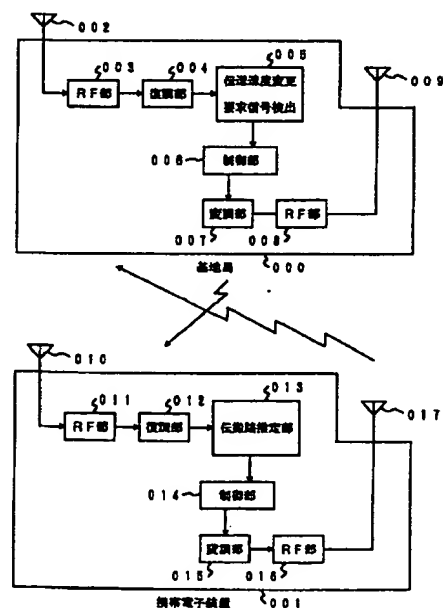 002
003
004
005
009
RF部
復調部
伝送速度変更
要求信号検出
006
制御部
変調部
RF部
007
008
基地局
000
010
011
012
013
017
RF部
復調部
伝搬路推定部
014
制御部
変調部
RF部
015
016
携帯電子装置
001